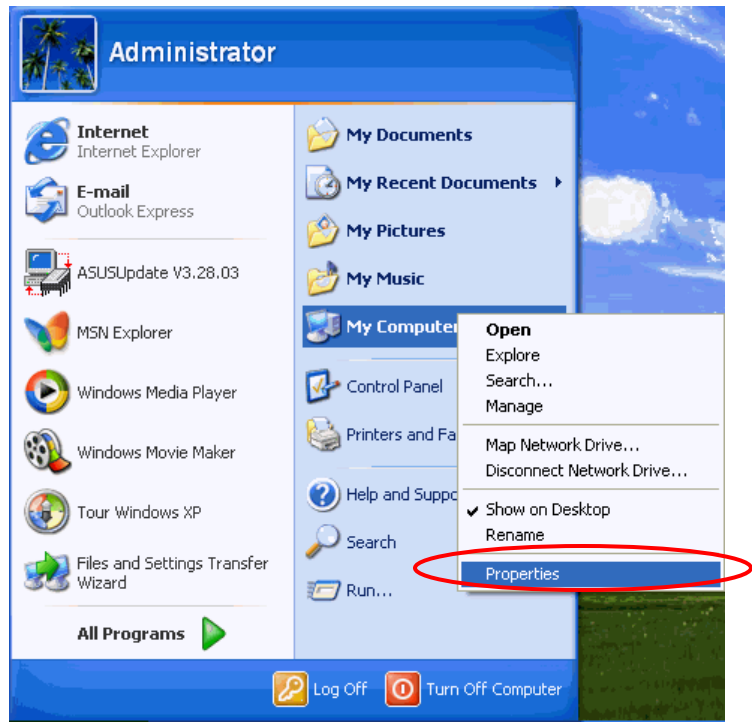 Administrator
Internet
Internet Explorer
E-mail
Outlook Express
ASUSUpdate V3.28.03
MSN Explorer
Windows Media Player
Windows Movie Maker
Tour Windows XP
Files and Settings Transfer
Wizard
All Programs
My Documents
My Recent Documents
My Pictures
My Music
My Computer
Control Panel
Printers and Fa
Help and Suppo
Search
Run...
Open
Explore
Search...
Manage
Map Network Drive...
Disconnect Network Drive...
Show on Desktop
Rename
Properties
Log Off
Turn Off Computer